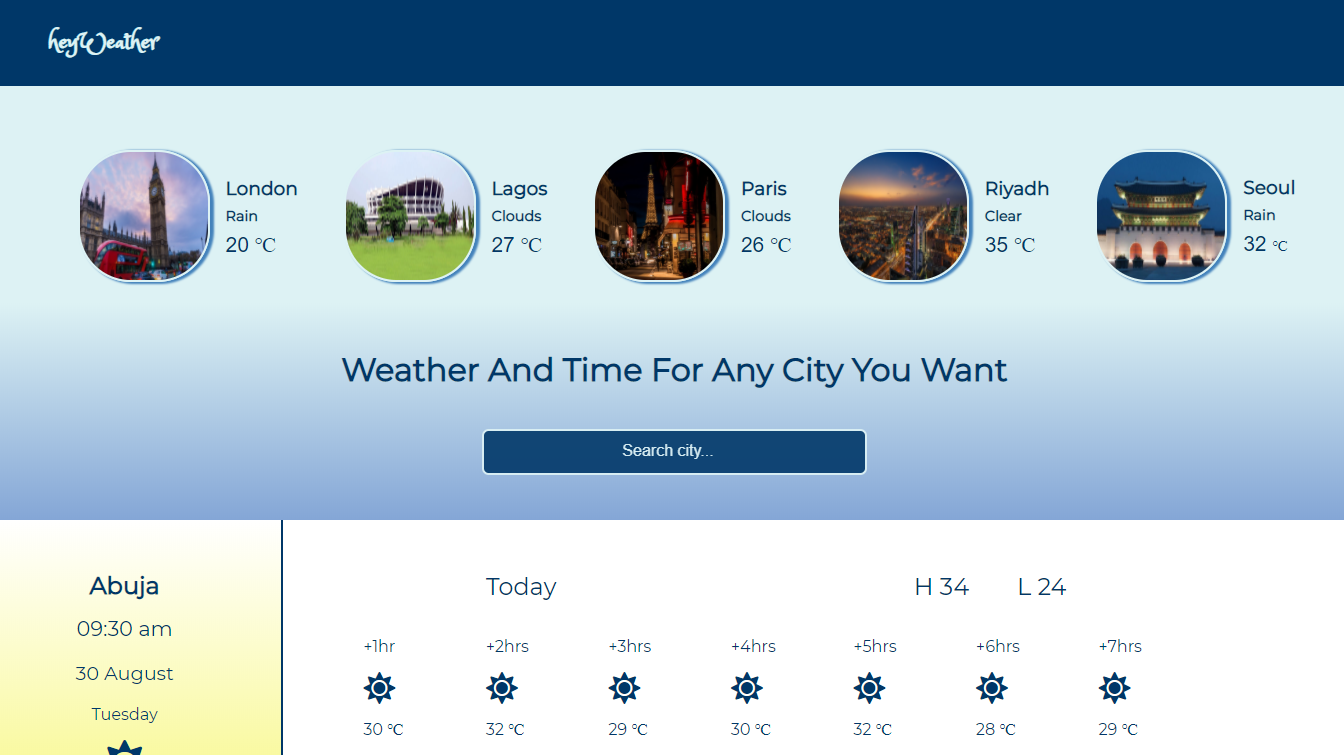 heyWeather
London
Rain
20 °C
Lagos
Clouds
27 °C
Paris
Clouds
26 °C
Riyadh
Clear
35 °C
Seoul
Rain
32 °C
Weather And Time For Any City You Want
Search city...
Abuja
09:30 am
30 August
Tuesday
Today H 34 L 24
+1hr +2hrs +3hrs +4hrs +5hrs +6hrs +7hrs
30 °C 32 °C 29 °C 30 °C 32 °C 28 °C 29 °C